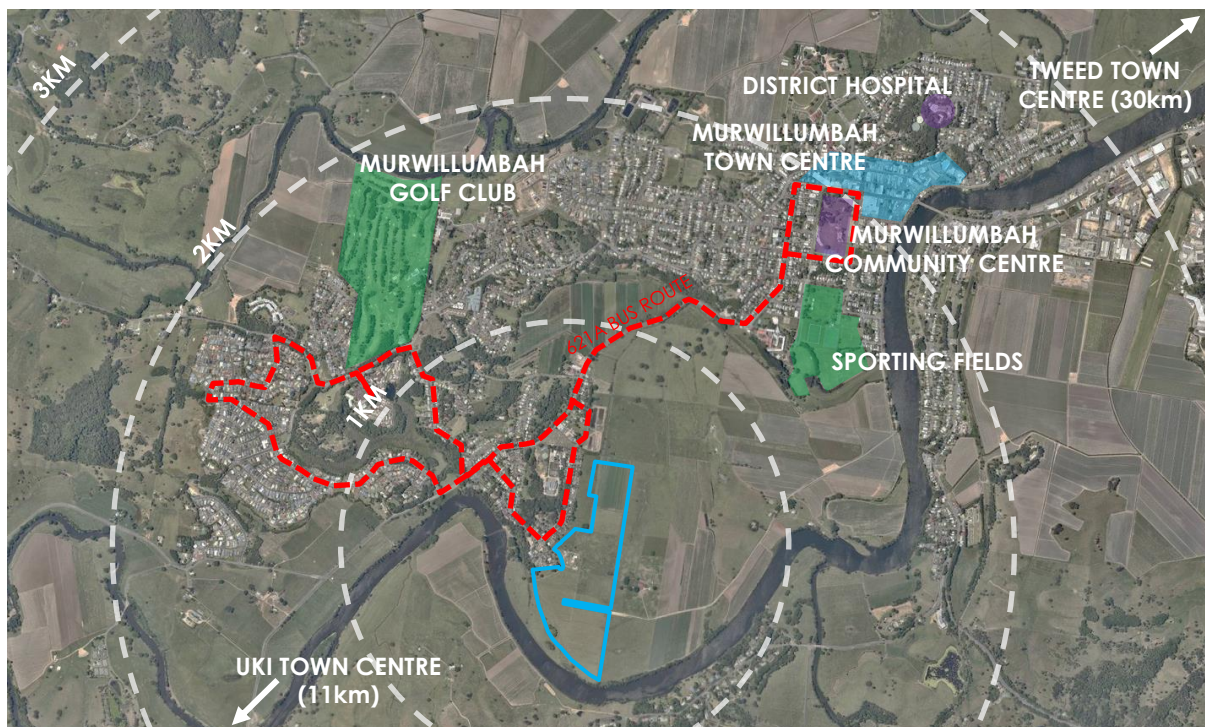 3KM
DISTRICT HOSPITAL
TWEED TOWN
CENTRE (30km)
MURWILLUMBAH
TOWN CENTRE
MURWILLUMBAH
GOLF CLUB
2KM
MURWILLUMBAH
COMMUNITY CENTRE
621A BUS ROUTE
SPORTING FIELDS
1KM
UKI TOWN CENTRE
(11km)